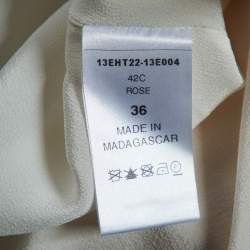 13EHT22-13E004
42C
ROSE
36
MADE IN
MADAGASCAR